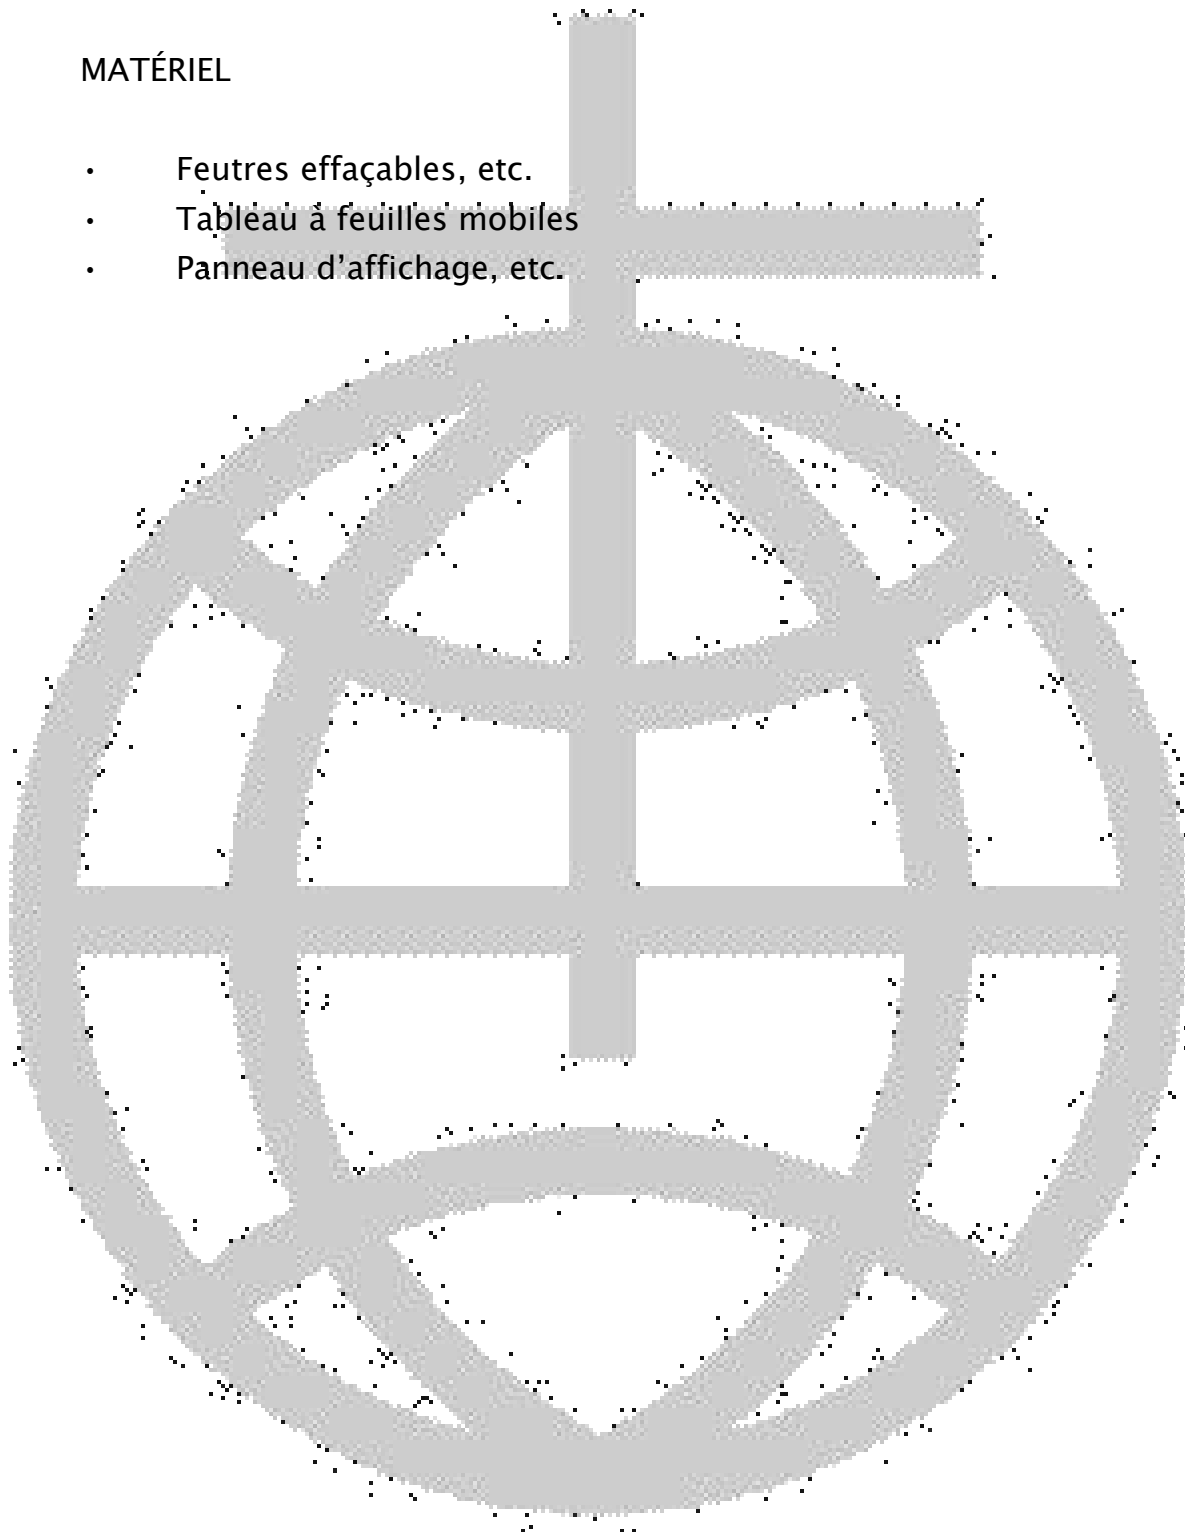 MATÉRIEL
• Feutres effaçables, etc.
• Tableau à feuilles mobiles
• Panneau d’affichage, etc.